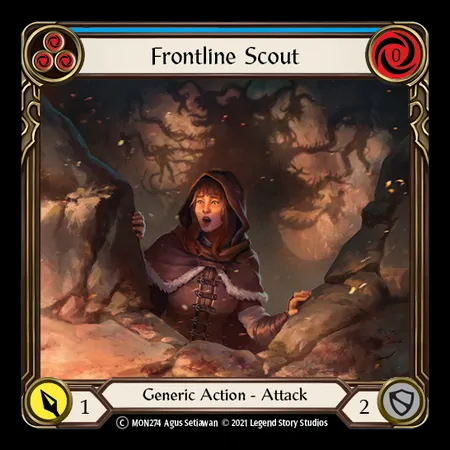 Frontline Scout
0
Generic Action - Attack
1
2
© MON274 Agus Setiawan © 2021 Legend Story Studios